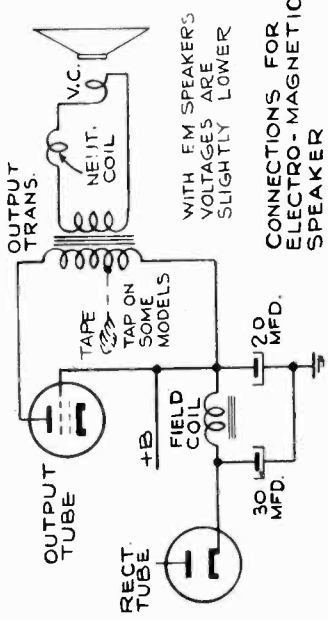 OUTPUT
TRANS.
V.C.
NEUT.
COIL
WITH EM SPEAKERS
VOLTAGES ARE
SLIGHTLY LOWER
CONNECTIONS FOR
ELECTRO-MAGNETIC
SPEAKER
TAPE
TAP ON
SOME
MODELS
OUTPUT
TUBE
+B
FIELD
COIL
20
MFD.
30
MFD.
RECT.
TUBE